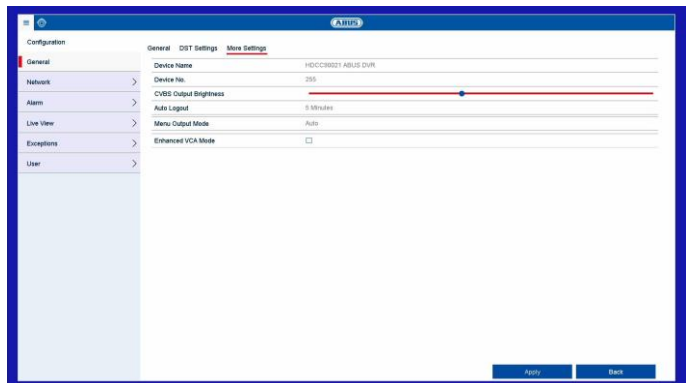 ABUS
Configuration
General DST Settings More Settings
General
Network
Alarm
Live View
Exceptions
User
Device Name HDCC90021 ABUS DVR
Device No. 255
CVBS Output Brightness
Auto Logout 5 Minutes
Menu Output Mode Auto
Enhanced VCA Mode
Apply Back